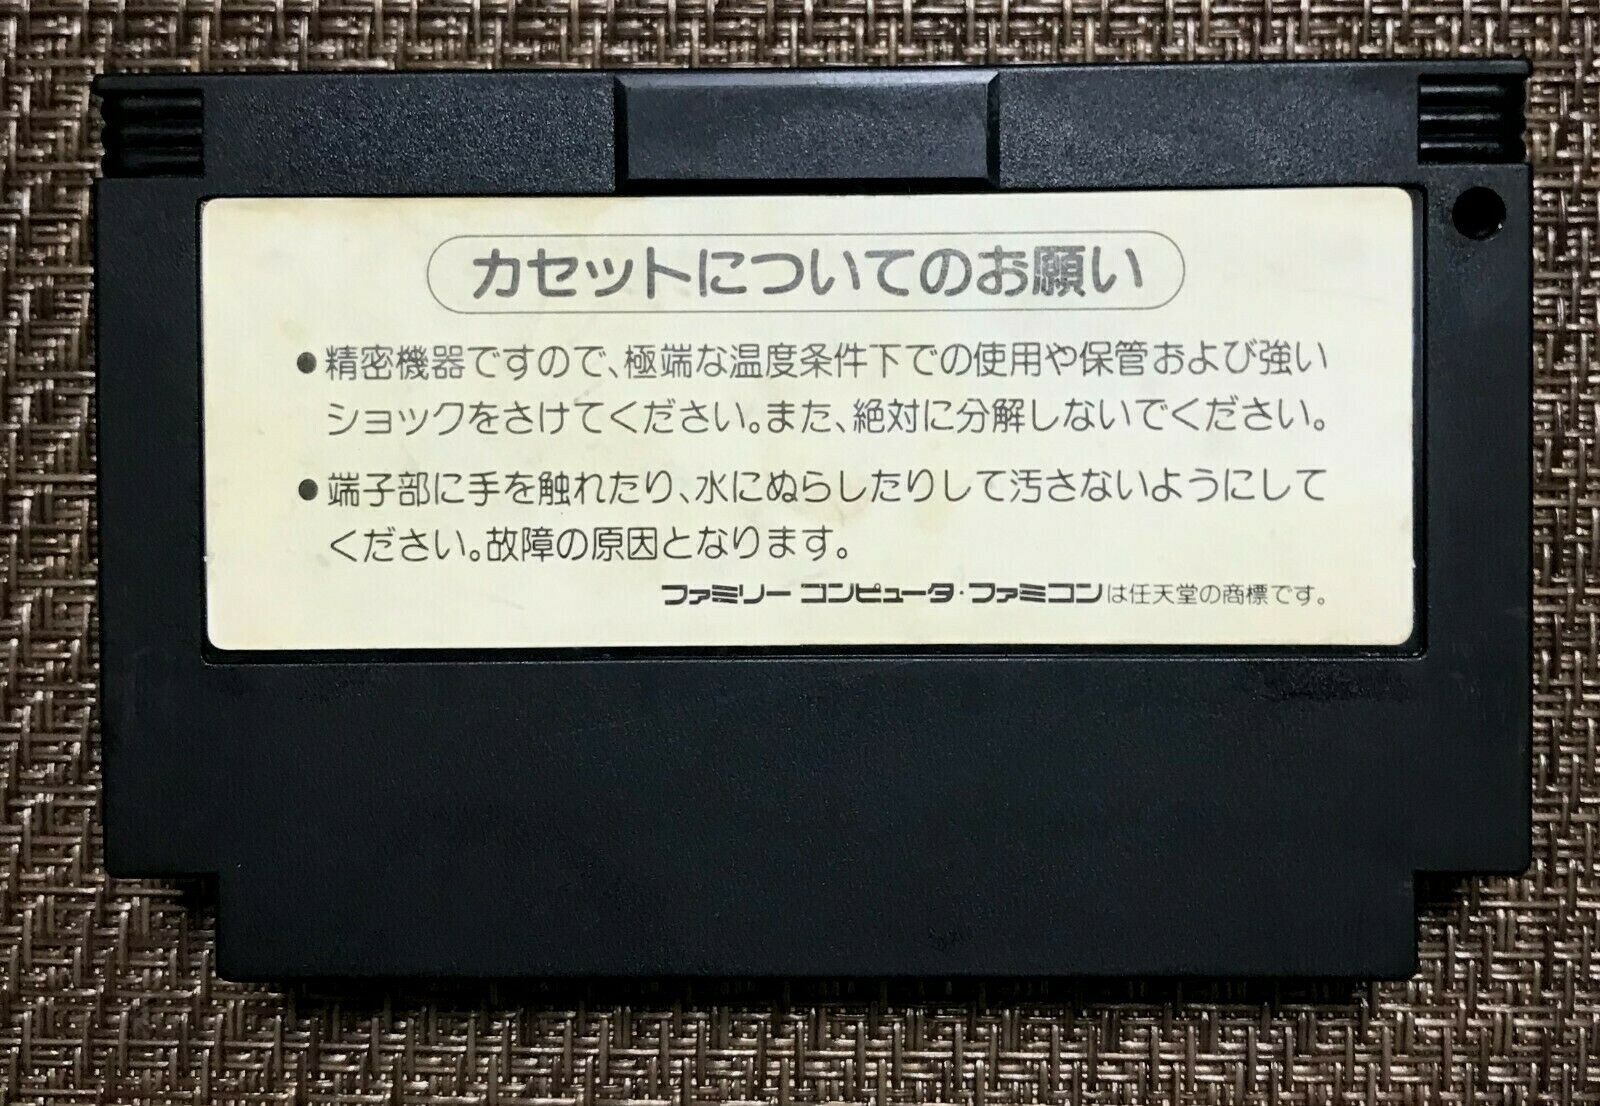 カセットについてのお願い
●精密機器ですので、極端な温度条件下での使用や保管および強い
ショックをさけてください。また、絶対に分解しないでください。
●端子部に手を触れたり、水にぬらしたりして汚さないようにして
ください。故障の原因となります。
ファミリーコンピュータ・ファミコンは任天堂の商標です。